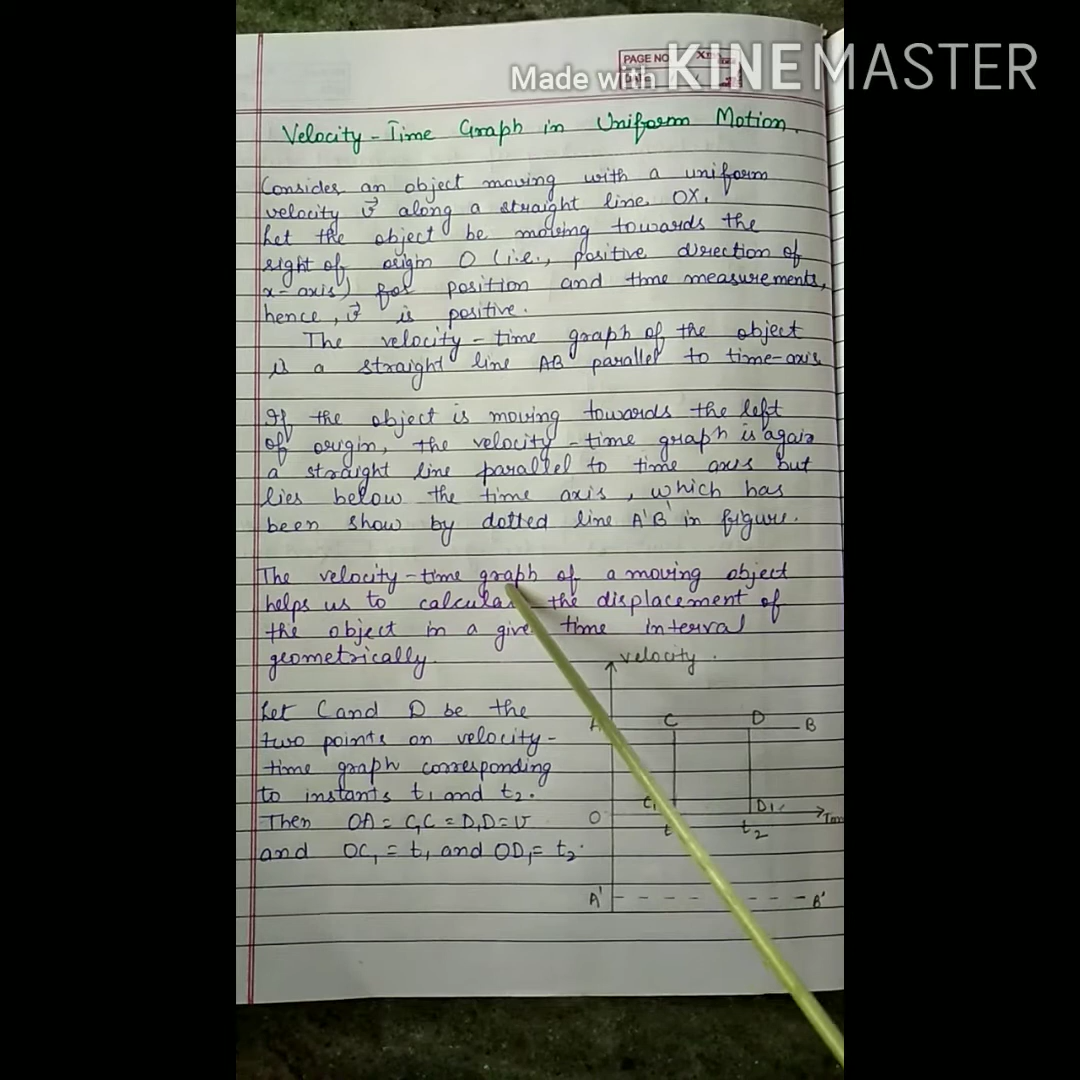 PAGE NO.
DATE
Made with KINEMASTER
Velocity - Time Graph in Uniform Motion.
Consider an object moving with a uniform
velocity v⃗ along a straight line OX.
Let the object be moving towards the
right of origin O (i.e., positive direction of
x-axis) for position and time measurements,
hence, v⃗ is positive.
The velocity - time graph of the object
is a straight line AB parallel to time-axis
If the object is moving towards the left
of origin, the velocity - time graph is again
a straight line parallel to time axis but
lies below the time axis, which has
been show by dotted line A'B' in figure.
The velocity - time graph of a moving object
helps us to calcula the displacement of
the object in a give time interval
geometrically.
velocity.
Let C and D be the
two points on velocity -
time graph corresponding
to instants t₁ and t₂.
Then OA = C₁C = D₁D = v
and OC₁ = t₁ and OD₁ = t₂.
A C D B
t₁ D₁
O
t t₂
A' B'